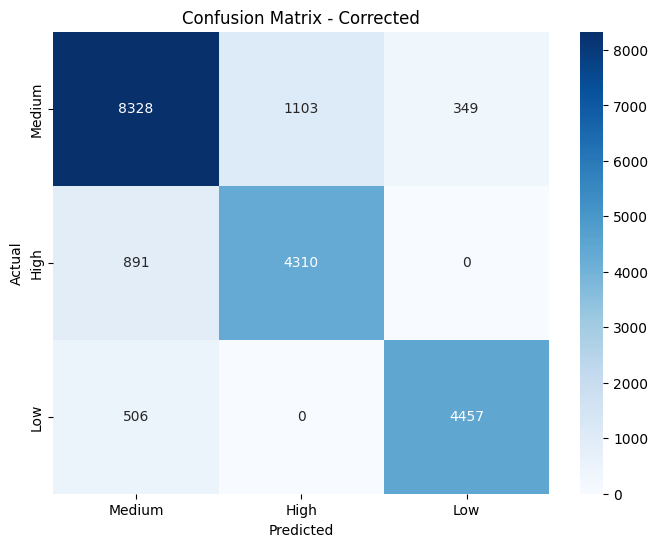 Confusion Matrix - Corrected
Medium 8328 1103 349
High 891 4310 0
Low 506 0 4457
Medium High Low
Predicted
Actual
8000
7000
6000
5000
4000
3000
2000
1000
0